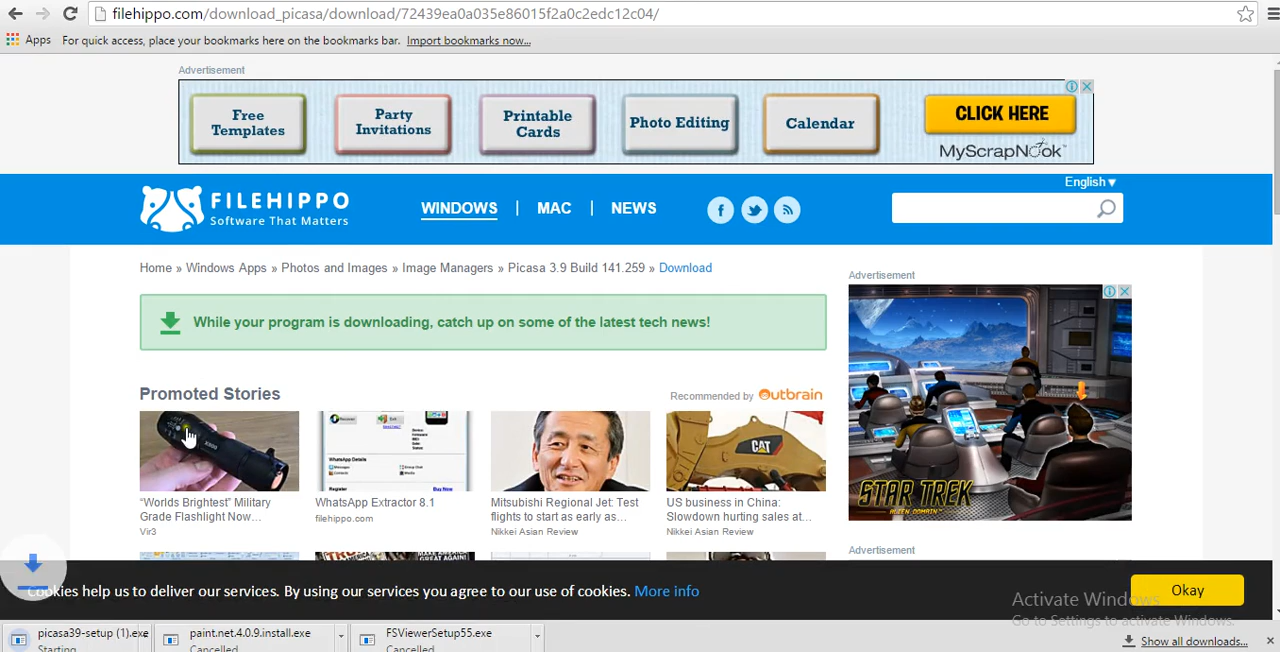 filehippo.com/download_picasa/download/72439ea0a035e86015f2a0c2edc12c04/
Apps For quick access, place your bookmarks here on the bookmarks bar. Import bookmarks now...
Advertisement
Free Templates
Party Invitations
Printable Cards
Photo Editing
Calendar
CLICK HERE
MyScrapNook
English▾
FILEHIPPO
Software That Matters
WINDOWS | MAC | NEWS
Home » Windows Apps » Photos and Images » Image Managers » Picasa 3.9 Build 141.259 » Download
Advertisement
While your program is downloading, catch up on some of the latest tech news!
Promoted Stories
Recommended by Outbrain
CAT
"Worlds Brightest" Military Grade Flashlight Now…
Vir3
WhatsApp Extractor 8.1
filehippo.com
Mitsubishi Regional Jet: Test flights to start as early as…
Nikkei Asian Review
US business in China: Slowdown hurting sales at…
Nikkei Asian Review
STAR TREK
ALIEN DOMAIN
Advertisement
Cookies help us to deliver our services. By using our services you agree to our use of cookies. More info
Okay
Activate Windows
Go to Settings to activate Windows.
picasa39-setup (1).exe
Starting
paint.net.4.0.9.install.exe
Cancelled
FSViewerSetup55.exe
Cancelled
Show all downloads...